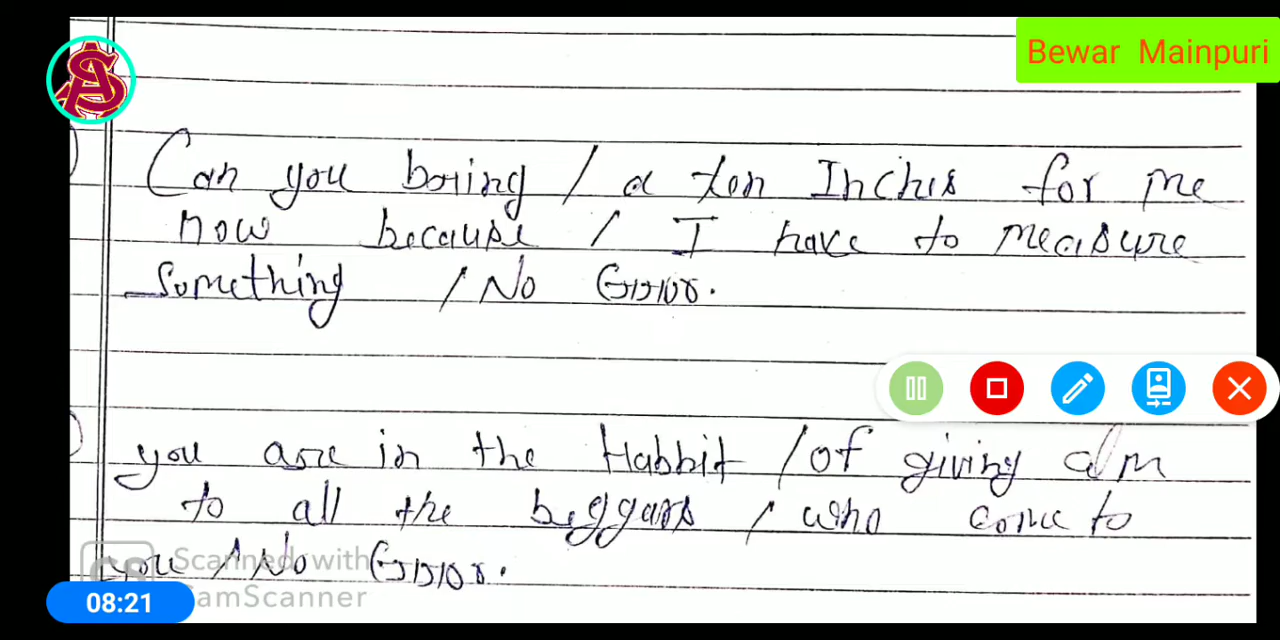 Bewar Mainpuri
Can you boring / a ten Inches for me
now because / I have to measure
something / No Error.
you are in the Habbit / of giving alm
to all the beggars / who come to
you / No Error.
Scanned with
CamScanner
08:21